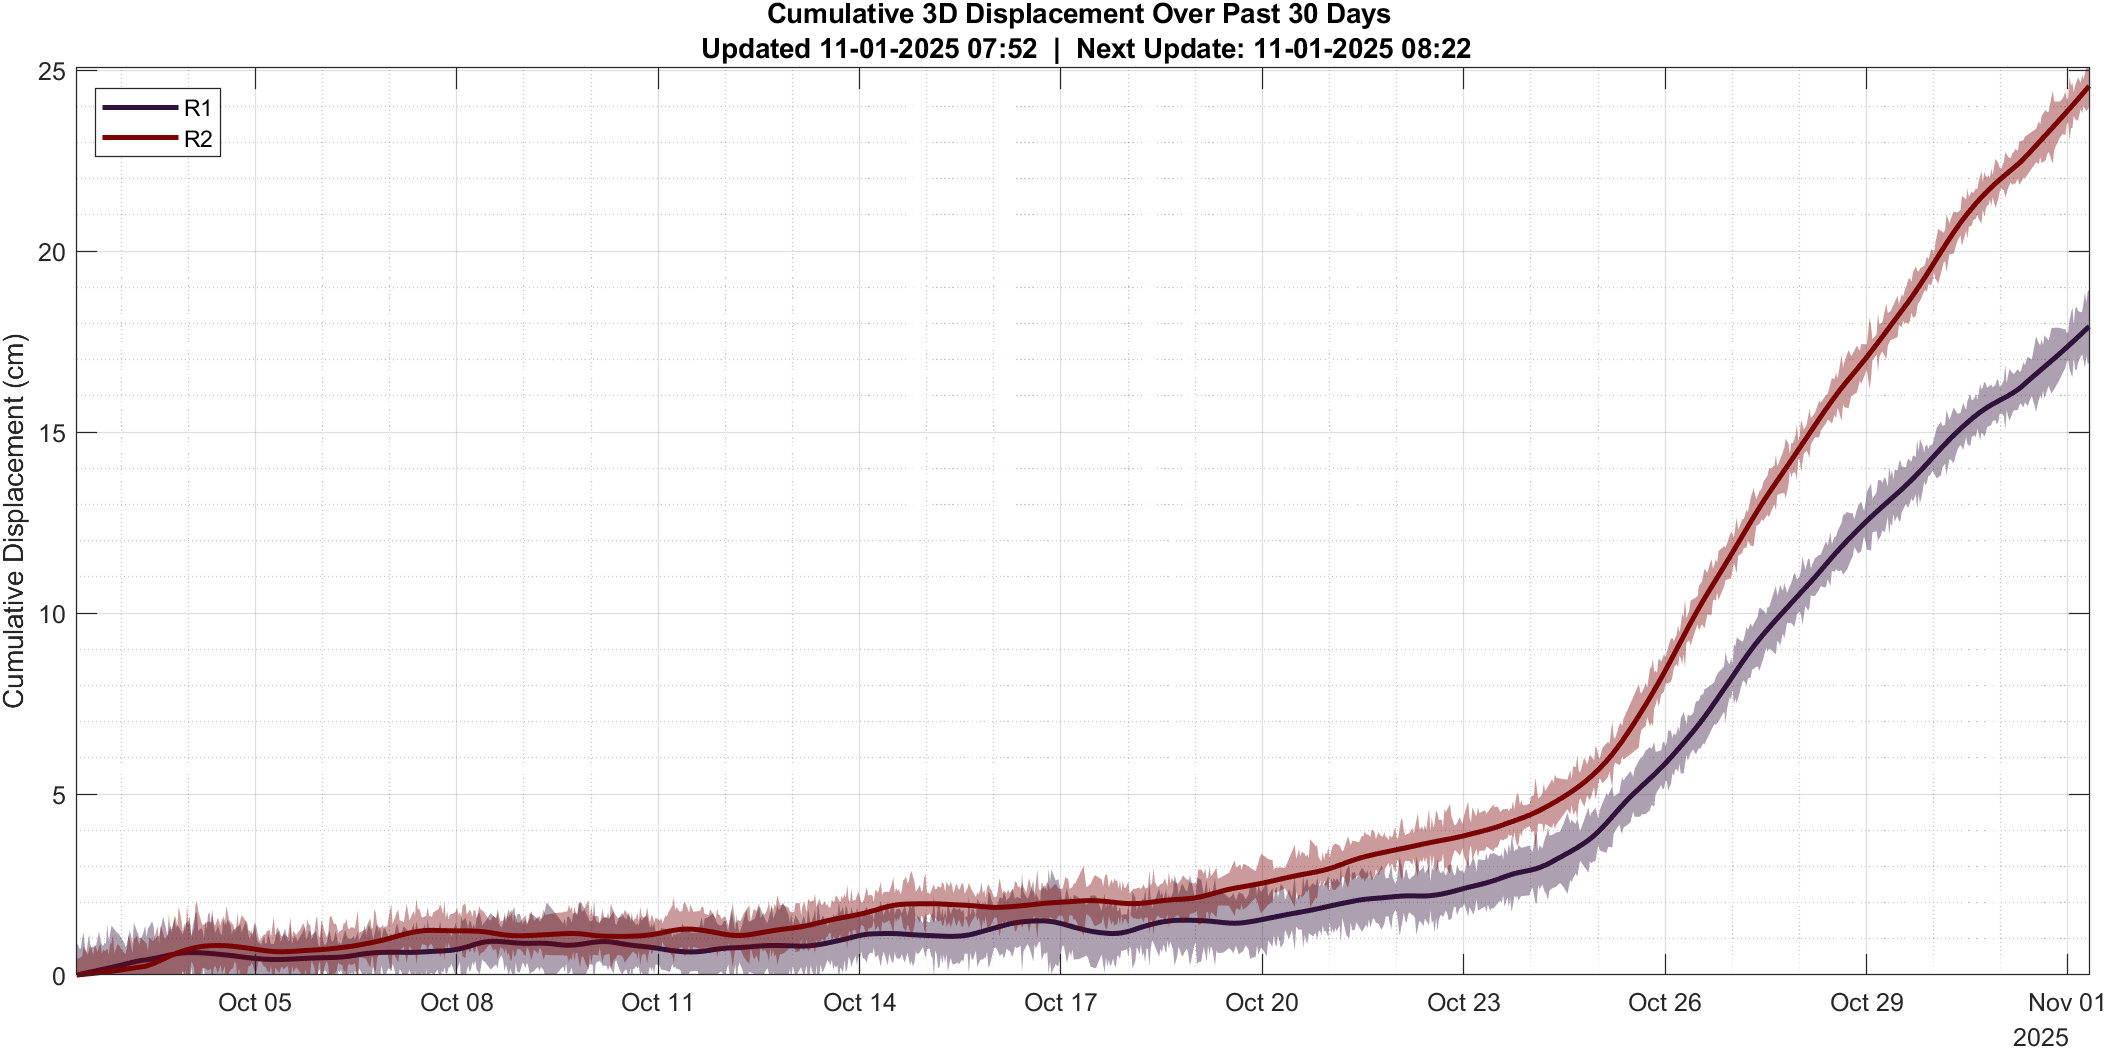 Cumulative 3D Displacement Over Past 30 Days
Updated 11-01-2025 07:52 | Next Update: 11-01-2025 08:22
25
R1
R2
20
15
10
5
0
Cumulative Displacement (cm)
Oct 05 Oct 08 Oct 11 Oct 14 Oct 17 Oct 20 Oct 23 Oct 26 Oct 29 Nov 01
2025